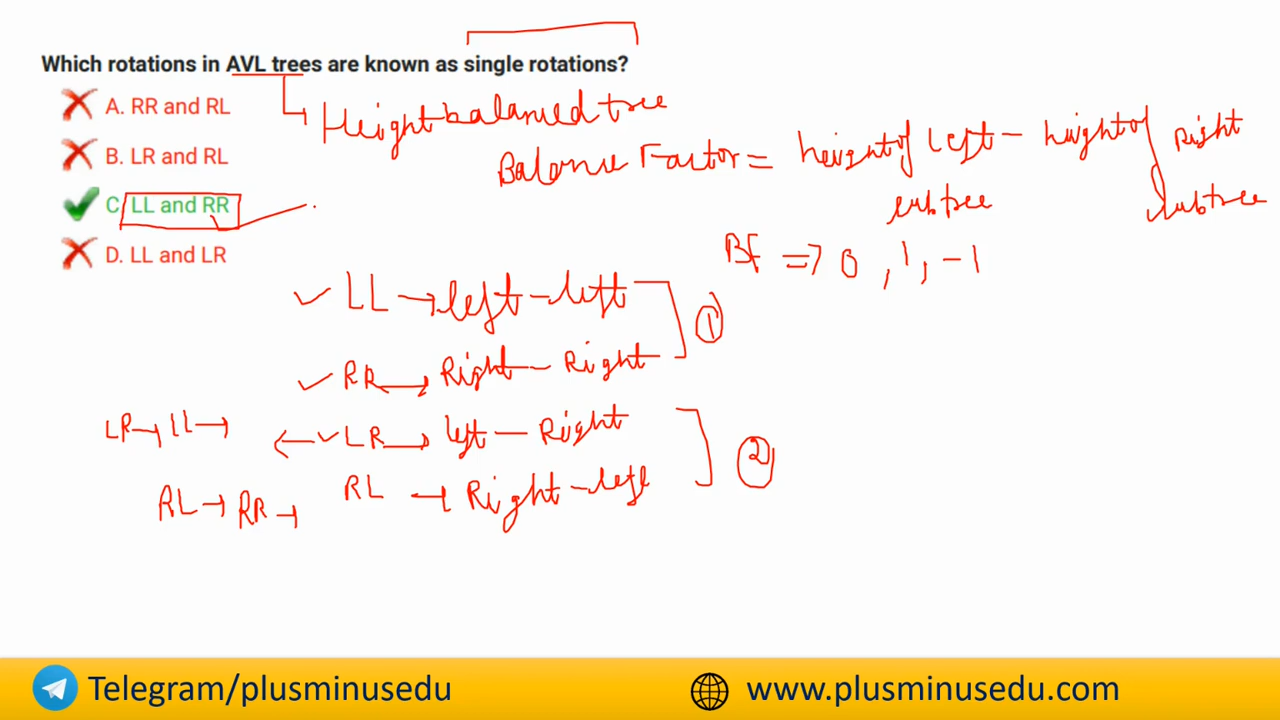 Which rotations in AVL trees are known as single rotations?
A. RR and RL
B. LR and RL
C. LL and RR
D. LL and LR
Height balanced tree
Balance Factor = height of left subtree - height of right subtree
BF => 0, 1, -1
LL → left - left
RR → Right - Right
1
LR → LL →
← LR → left - Right
RL → RR →
RL → Right - left
2
Telegram/plusminusedu
www.plusminusedu.com